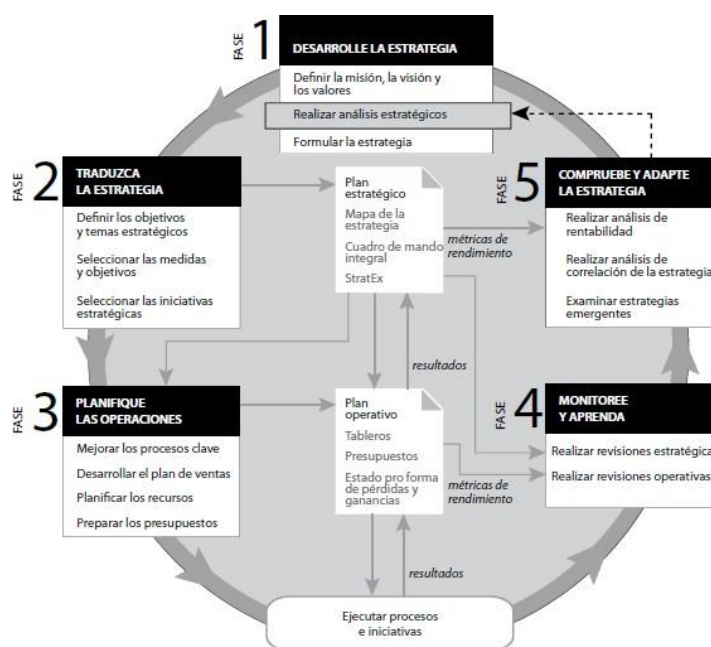 FASE 1
DESARROLLE LA ESTRATEGIA
Definir la misión, la visión y
los valores
Realizar análisis estratégicos
Formular la estrategia
FASE 2
TRADUZCA
LA ESTRATEGIA
Definir los objetivos
y temas estratégicos
Seleccionar las medidas
y objetivos
Seleccionar las iniciativas
estratégicas
Plan
estratégico
Mapa de la
estrategia
Cuadro de mando
integral
StratEx
métricas de
rendimiento
FASE 5
COMPRUEBE Y ADAPTE
LA ESTRATEGIA
Realizar análisis de
rentabilidad
Realizar análisis de
correlación de la estrategia
Examinar estrategias
emergentes
resultados
FASE 3
PLANIFIQUE
LAS OPERACIONES
Mejorar los procesos clave
Desarrollar el plan de ventas
Planificar los recursos
Preparar los presupuestos
Plan
operativo
Tableros
Presupuestos
Estado pro forma
de pérdidas y
ganancias
métricas de
rendimiento
FASE 4
MONITOREE
Y APRENDA
Realizar revisiones estratégica
Realizar revisiones operativas
resultados
Ejecutar procesos
e iniciativas